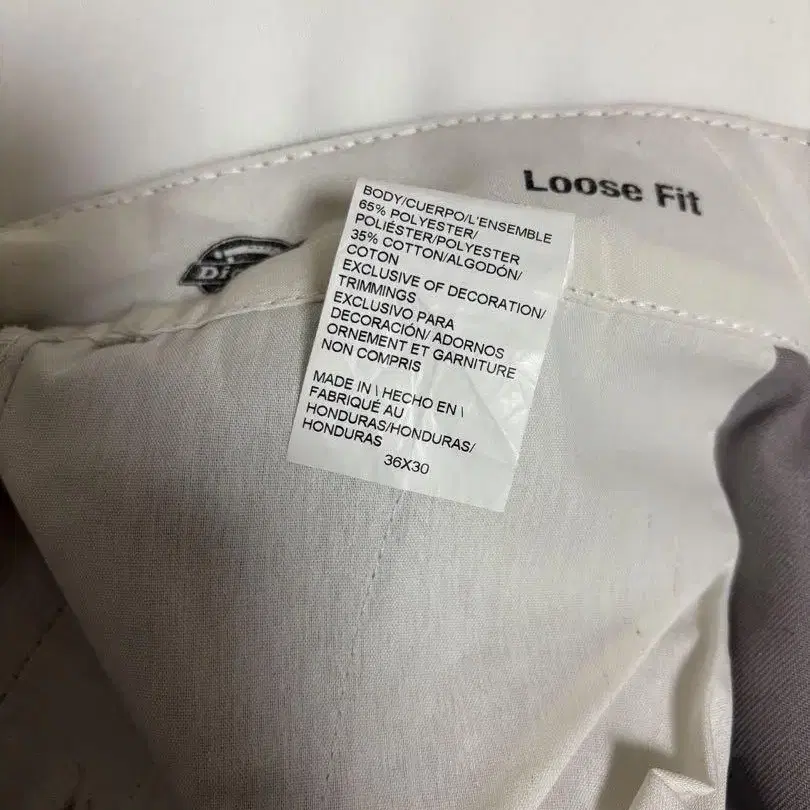 Loose Fit
BODY/CUERPO/L'ENSEMBLE
65% POLYESTER/
POLIÉSTER/POLYESTER
35% COTTON/ALGODÓN/
COTON
EXCLUSIVE OF DECORATION/
TRIMMINGS
EXCLUSIVO PARA
DECORACIÓN/ ADORNOS
ORNEMENT ET GARNITURE
NON COMPRIS
MADE IN \ HECHO EN \
FABRIQUÉ AU
HONDURAS/HONDURAS/
HONDURAS
36X30